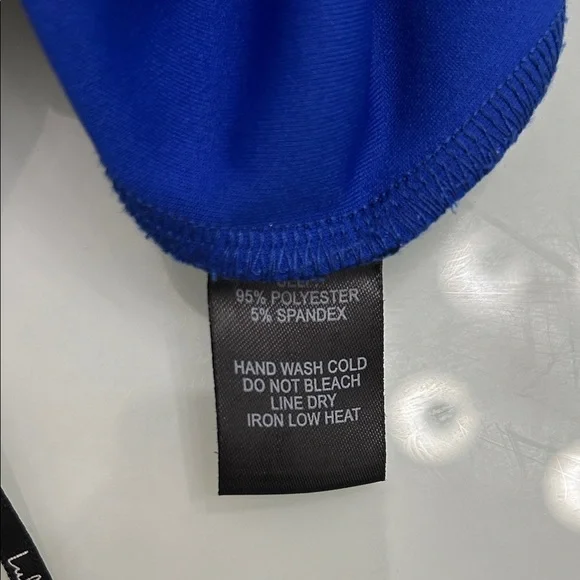 95% POLYESTER
5% SPANDEX
HAND WASH COLD
DO NOT BLEACH
LINE DRY
IRON LOW HEAT